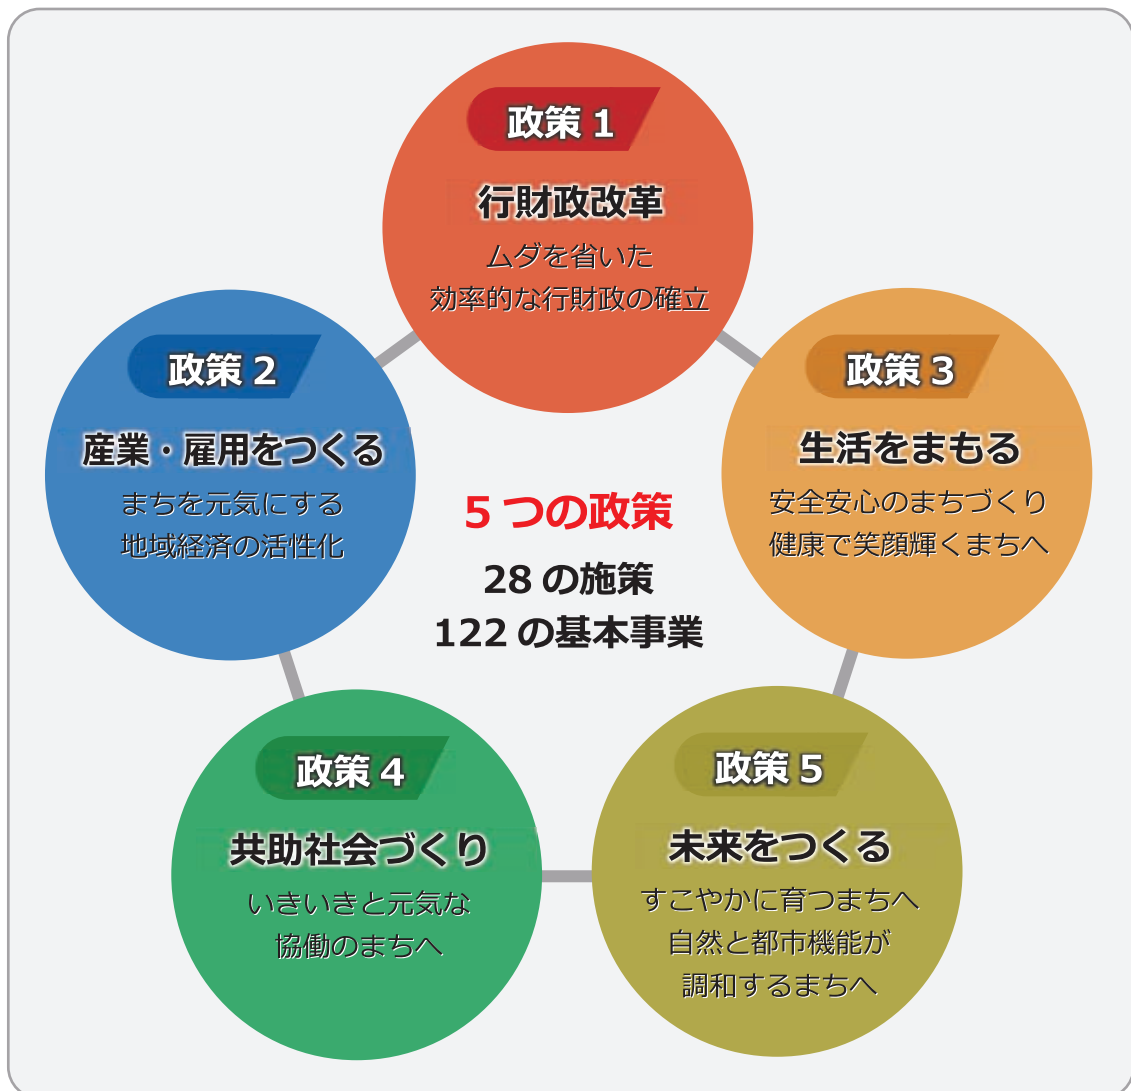 政策 1
行財政改革
ムダを省いた
効率的な行財政の確立
政策 2
産業・雇用をつくる
まちを元気にする
地域経済の活性化
政策 3
生活をまもる
安全安心のまちづくり
健康で笑顔輝くまちへ
5 つの政策
28 の施策
122 の基本事業
政策 4
共助社会づくり
いきいきと元気な
協働のまちへ
政策 5
未来をつくる
すこやかに育つまちへ
自然と都市機能が
調和するまちへ